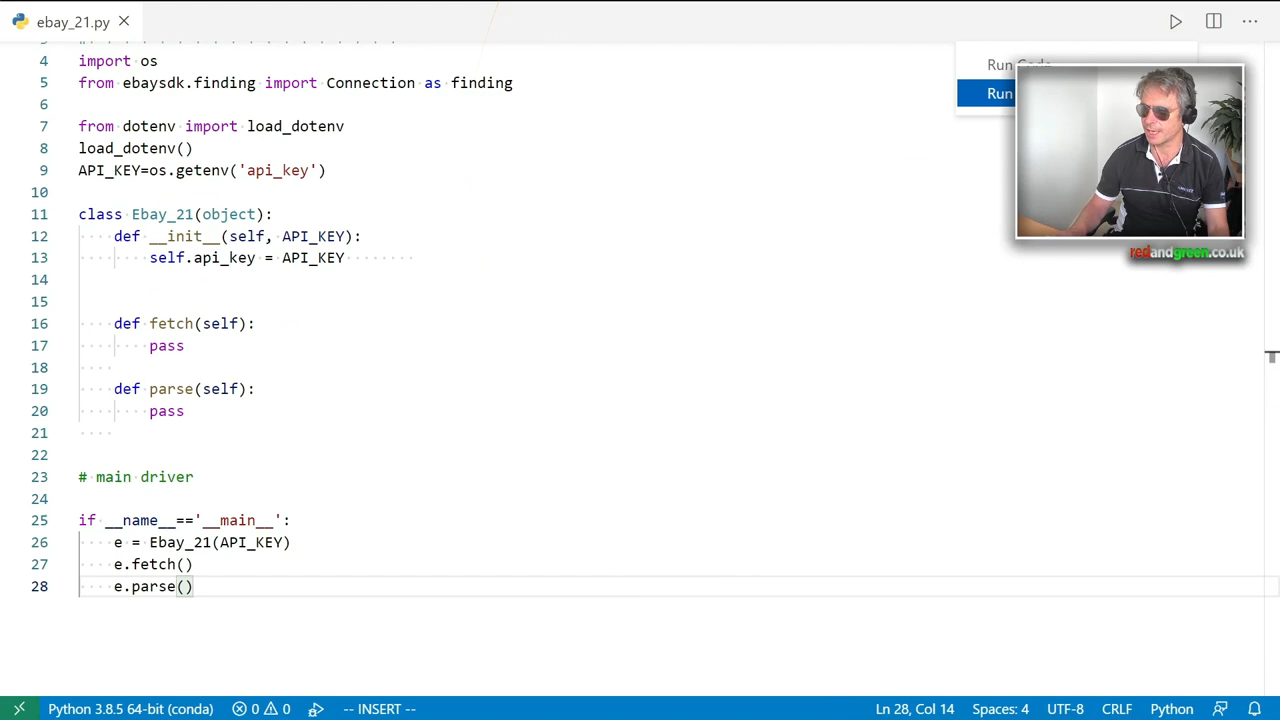 ebay_21.py
4 import os
5 from ebaysdk.finding import Connection as finding
6
7 from dotenv import load_dotenv
8 load_dotenv()
9 API_KEY=os.getenv('api_key')
10
11 class Ebay_21(object):
12 def __init__(self, API_KEY):
13 self.api_key = API_KEY
14
15
16 def fetch(self):
17 pass
18
19 def parse(self):
20 pass
21
22
23 # main driver
24
25 if __name__=='__main__':
26 e = Ebay_21(API_KEY)
27 e.fetch()
28 e.parse()
Run Code
Run
redandgreen.co.uk
Python 3.8.5 64-bit (conda) 0 0 -- INSERT -- Ln 28, Col 14 Spaces: 4 UTF-8 CRLF Python